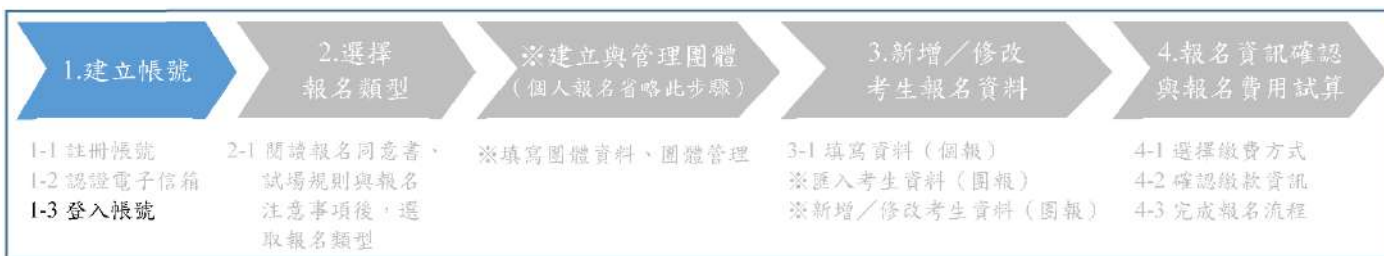 1.建立帳號
2.選擇
報名類型
※建立與管理團體
（個人報名省略此步驟）
3.新增／修改
考生報名資料
4.報名資訊確認
與報名費用試算
1-1 註冊帳號
1-2 認證電子信箱
1-3 登入帳號
2-1 閱讀報名同意書、
試場規則與報名
注意事項後，選
取報名類型
※填寫團體資料、團體管理
3-1 填寫資料（個報）
※匯入考生資料（團報）
※新增／修改考生資料（團報）
4-1 選擇繳費方式
4-2 確認繳款資訊
4-3 完成報名流程